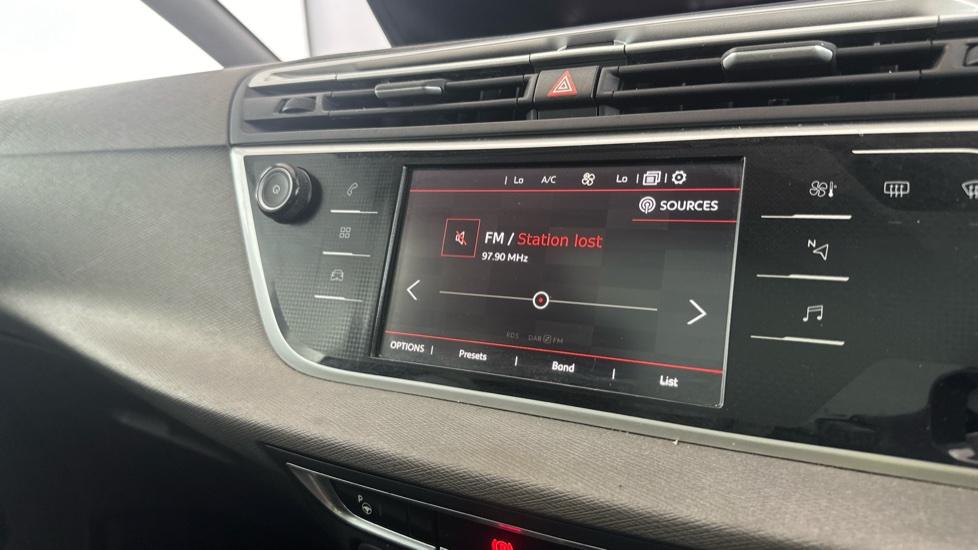 Lo A/C Lo
SOURCES
FM / Station lost
97.90 MHz
RDS DAB FM
OPTIONS Presets Band List
N
P